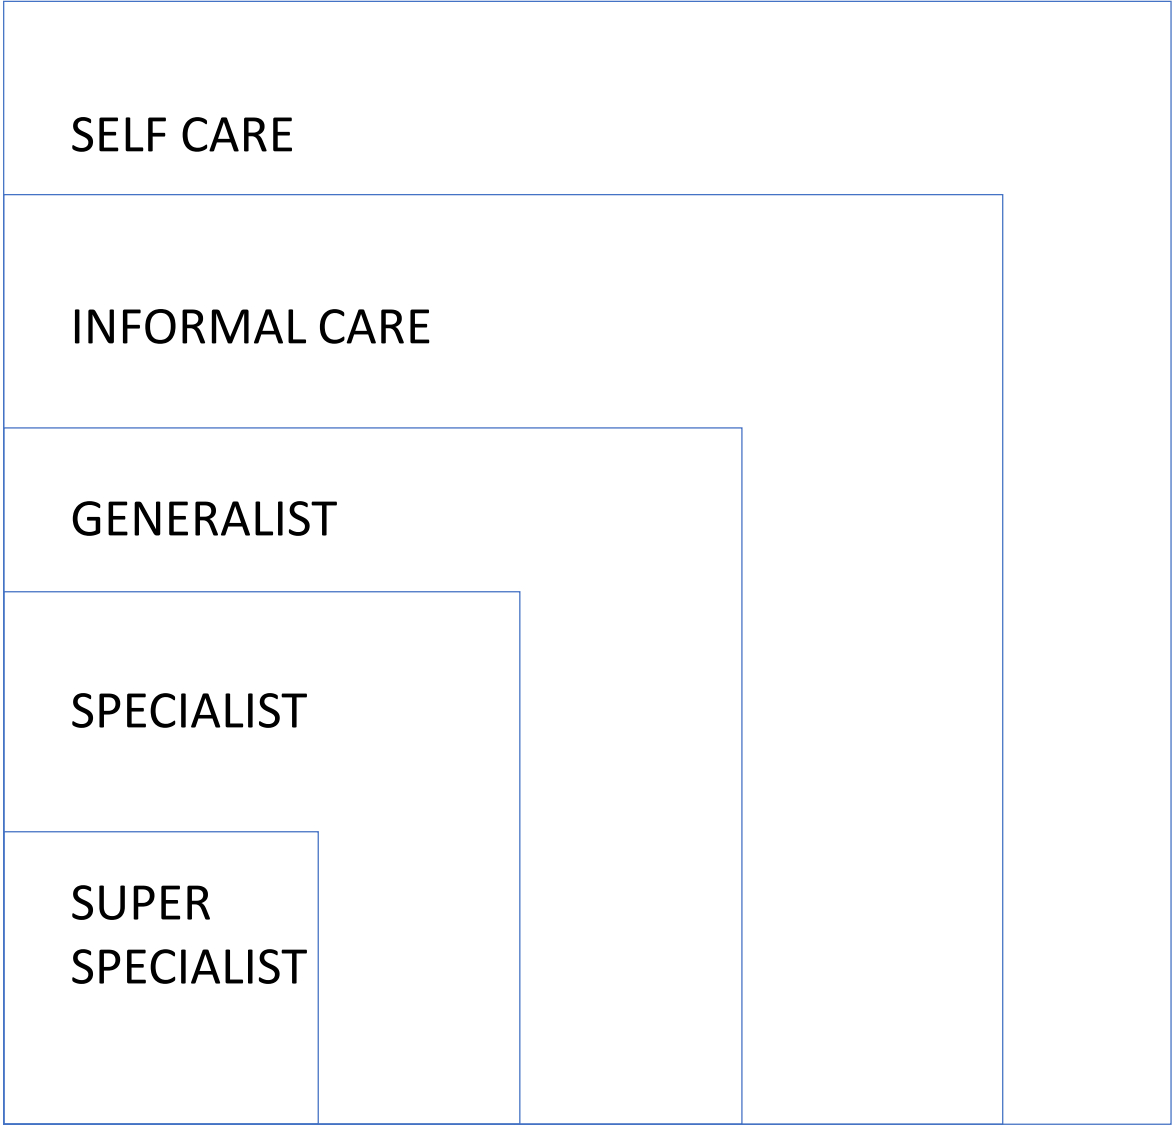 SELF CARE
INFORMAL CARE
GENERALIST
SPECIALIST
SUPER
SPECIALIST